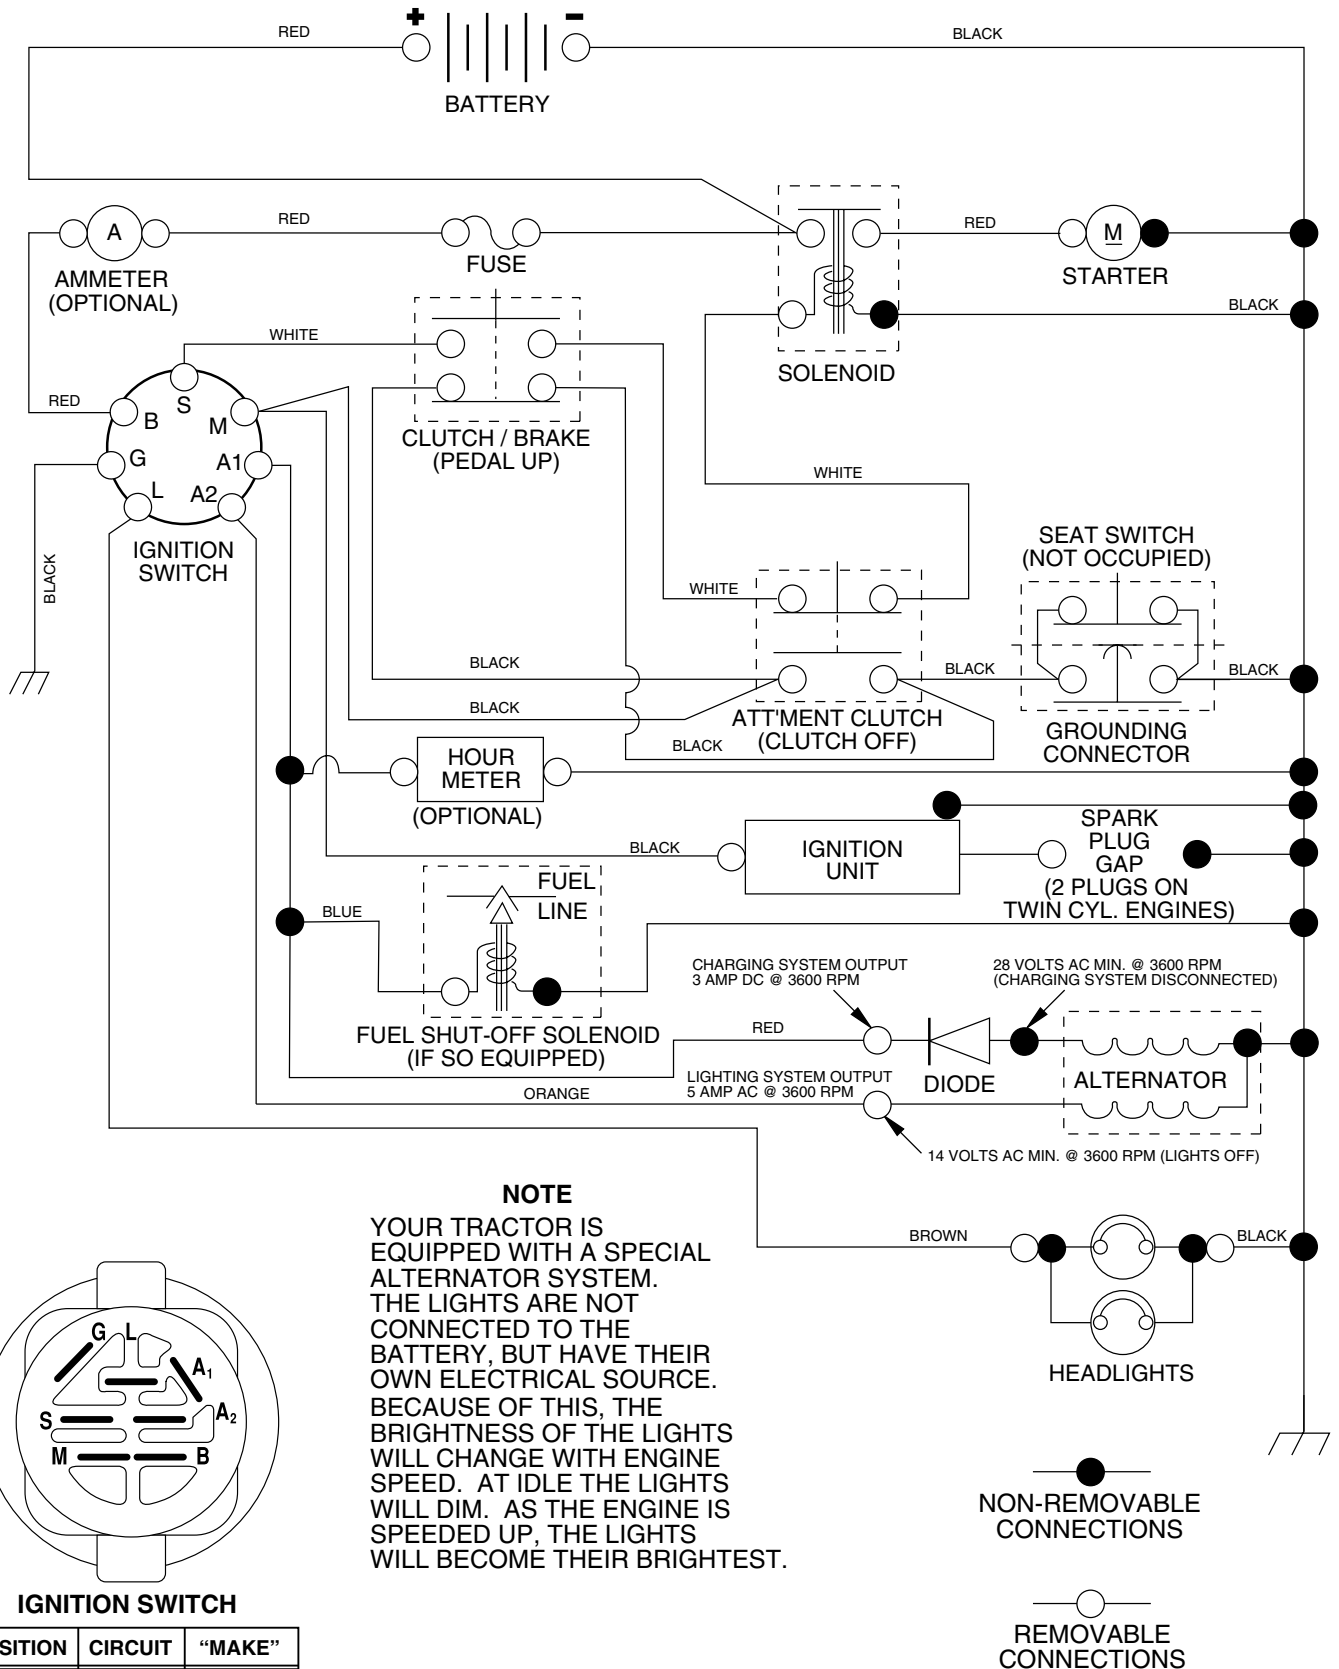 + −
RED
BLACK
BATTERY
RED
RED
A
M
FUSE
STARTER
AMMETER
(OPTIONAL)
BLACK
WHITE
SOLENOID
RED
S
B
M
G
A1
L
A2
CLUTCH / BRAKE
(PEDAL UP)
WHITE
IGNITION
SWITCH
BLACK
SEAT SWITCH
(NOT OCCUPIED)
WHITE
BLACK
BLACK
BLACK
BLACK
ATT'MENT CLUTCH
(CLUTCH OFF)
GROUNDING
CONNECTOR
BLACK
HOUR
METER
(OPTIONAL)
BLACK
IGNITION
UNIT
SPARK
PLUG
GAP
(2 PLUGS ON
TWIN CYL. ENGINES)
FUEL
LINE
BLUE
FUEL SHUT-OFF SOLENOID
(IF SO EQUIPPED)
CHARGING SYSTEM OUTPUT
3 AMP DC @ 3600 RPM
28 VOLTS AC MIN. @ 3600 RPM
(CHARGING SYSTEM DISCONNECTED)
RED
DIODE
ALTERNATOR
LIGHTING SYSTEM OUTPUT
5 AMP AC @ 3600 RPM
ORANGE
14 VOLTS AC MIN. @ 3600 RPM (LIGHTS OFF)
NOTE
YOUR TRACTOR IS
EQUIPPED WITH A SPECIAL
ALTERNATOR SYSTEM.
THE LIGHTS ARE NOT
CONNECTED TO THE
BATTERY, BUT HAVE THEIR
OWN ELECTRICAL SOURCE.
BECAUSE OF THIS, THE
BRIGHTNESS OF THE LIGHTS
WILL CHANGE WITH ENGINE
SPEED. AT IDLE THE LIGHTS
WILL DIM. AS THE ENGINE IS
SPEEDED UP, THE LIGHTS
WILL BECOME THEIR BRIGHTEST.
BROWN
BLACK
HEADLIGHTS
G L
A1
S
A2
M
B
IGNITION SWITCH
SITION CIRCUIT “MAKE”
NON-REMOVABLE
CONNECTIONS
REMOVABLE
CONNECTIONS